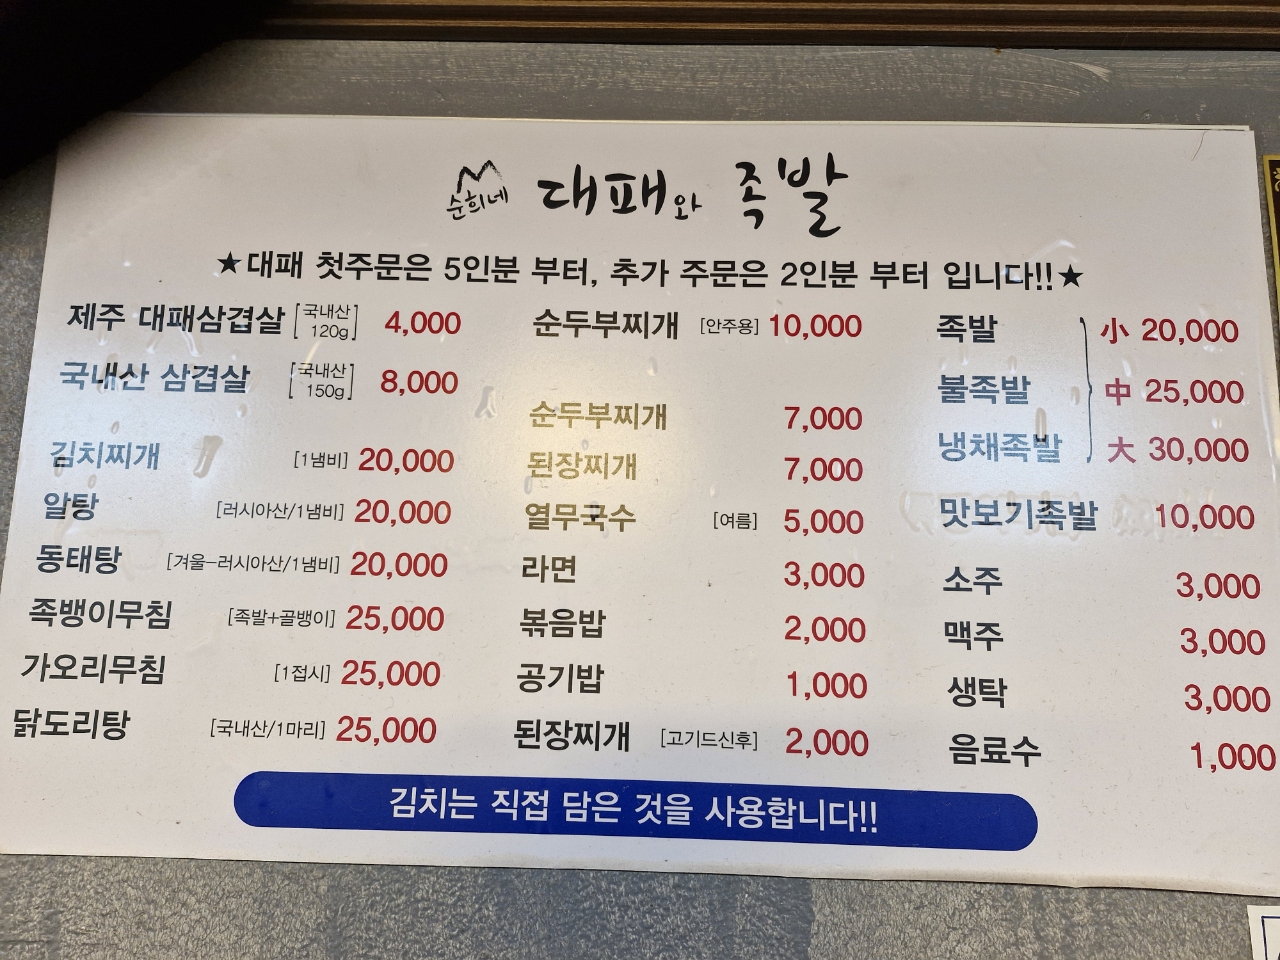 순희네 대패와 족발
★대패 첫주문은 5인분 부터, 추가 주문은 2인분 부터 입니다!!★
제주 대패삼겹살 [국내산 120g] 4,000
국내산 삼겹살 [국내산 150g] 8,000
김치찌개 [1냄비] 20,000
알탕 [러시아산/1냄비] 20,000
동태탕 [겨울-러시아산/1냄비] 20,000
족뱅이무침 [족발+골뱅이] 25,000
가오리무침 [1접시] 25,000
닭도리탕 [국내산/1마리] 25,000
순두부찌개 [안주용] 10,000
순두부찌개 7,000
된장찌개 7,000
열무국수 [여름] 5,000
라면 3,000
볶음밥 2,000
공기밥 1,000
된장찌개 [고기드신후] 2,000
족발 小 20,000
불족발 中 25,000
냉채족발 大 30,000
맛보기족발 10,000
소주 3,000
맥주 3,000
생탁 3,000
음료수 1,000
김치는 직접 담은 것을 사용합니다!!